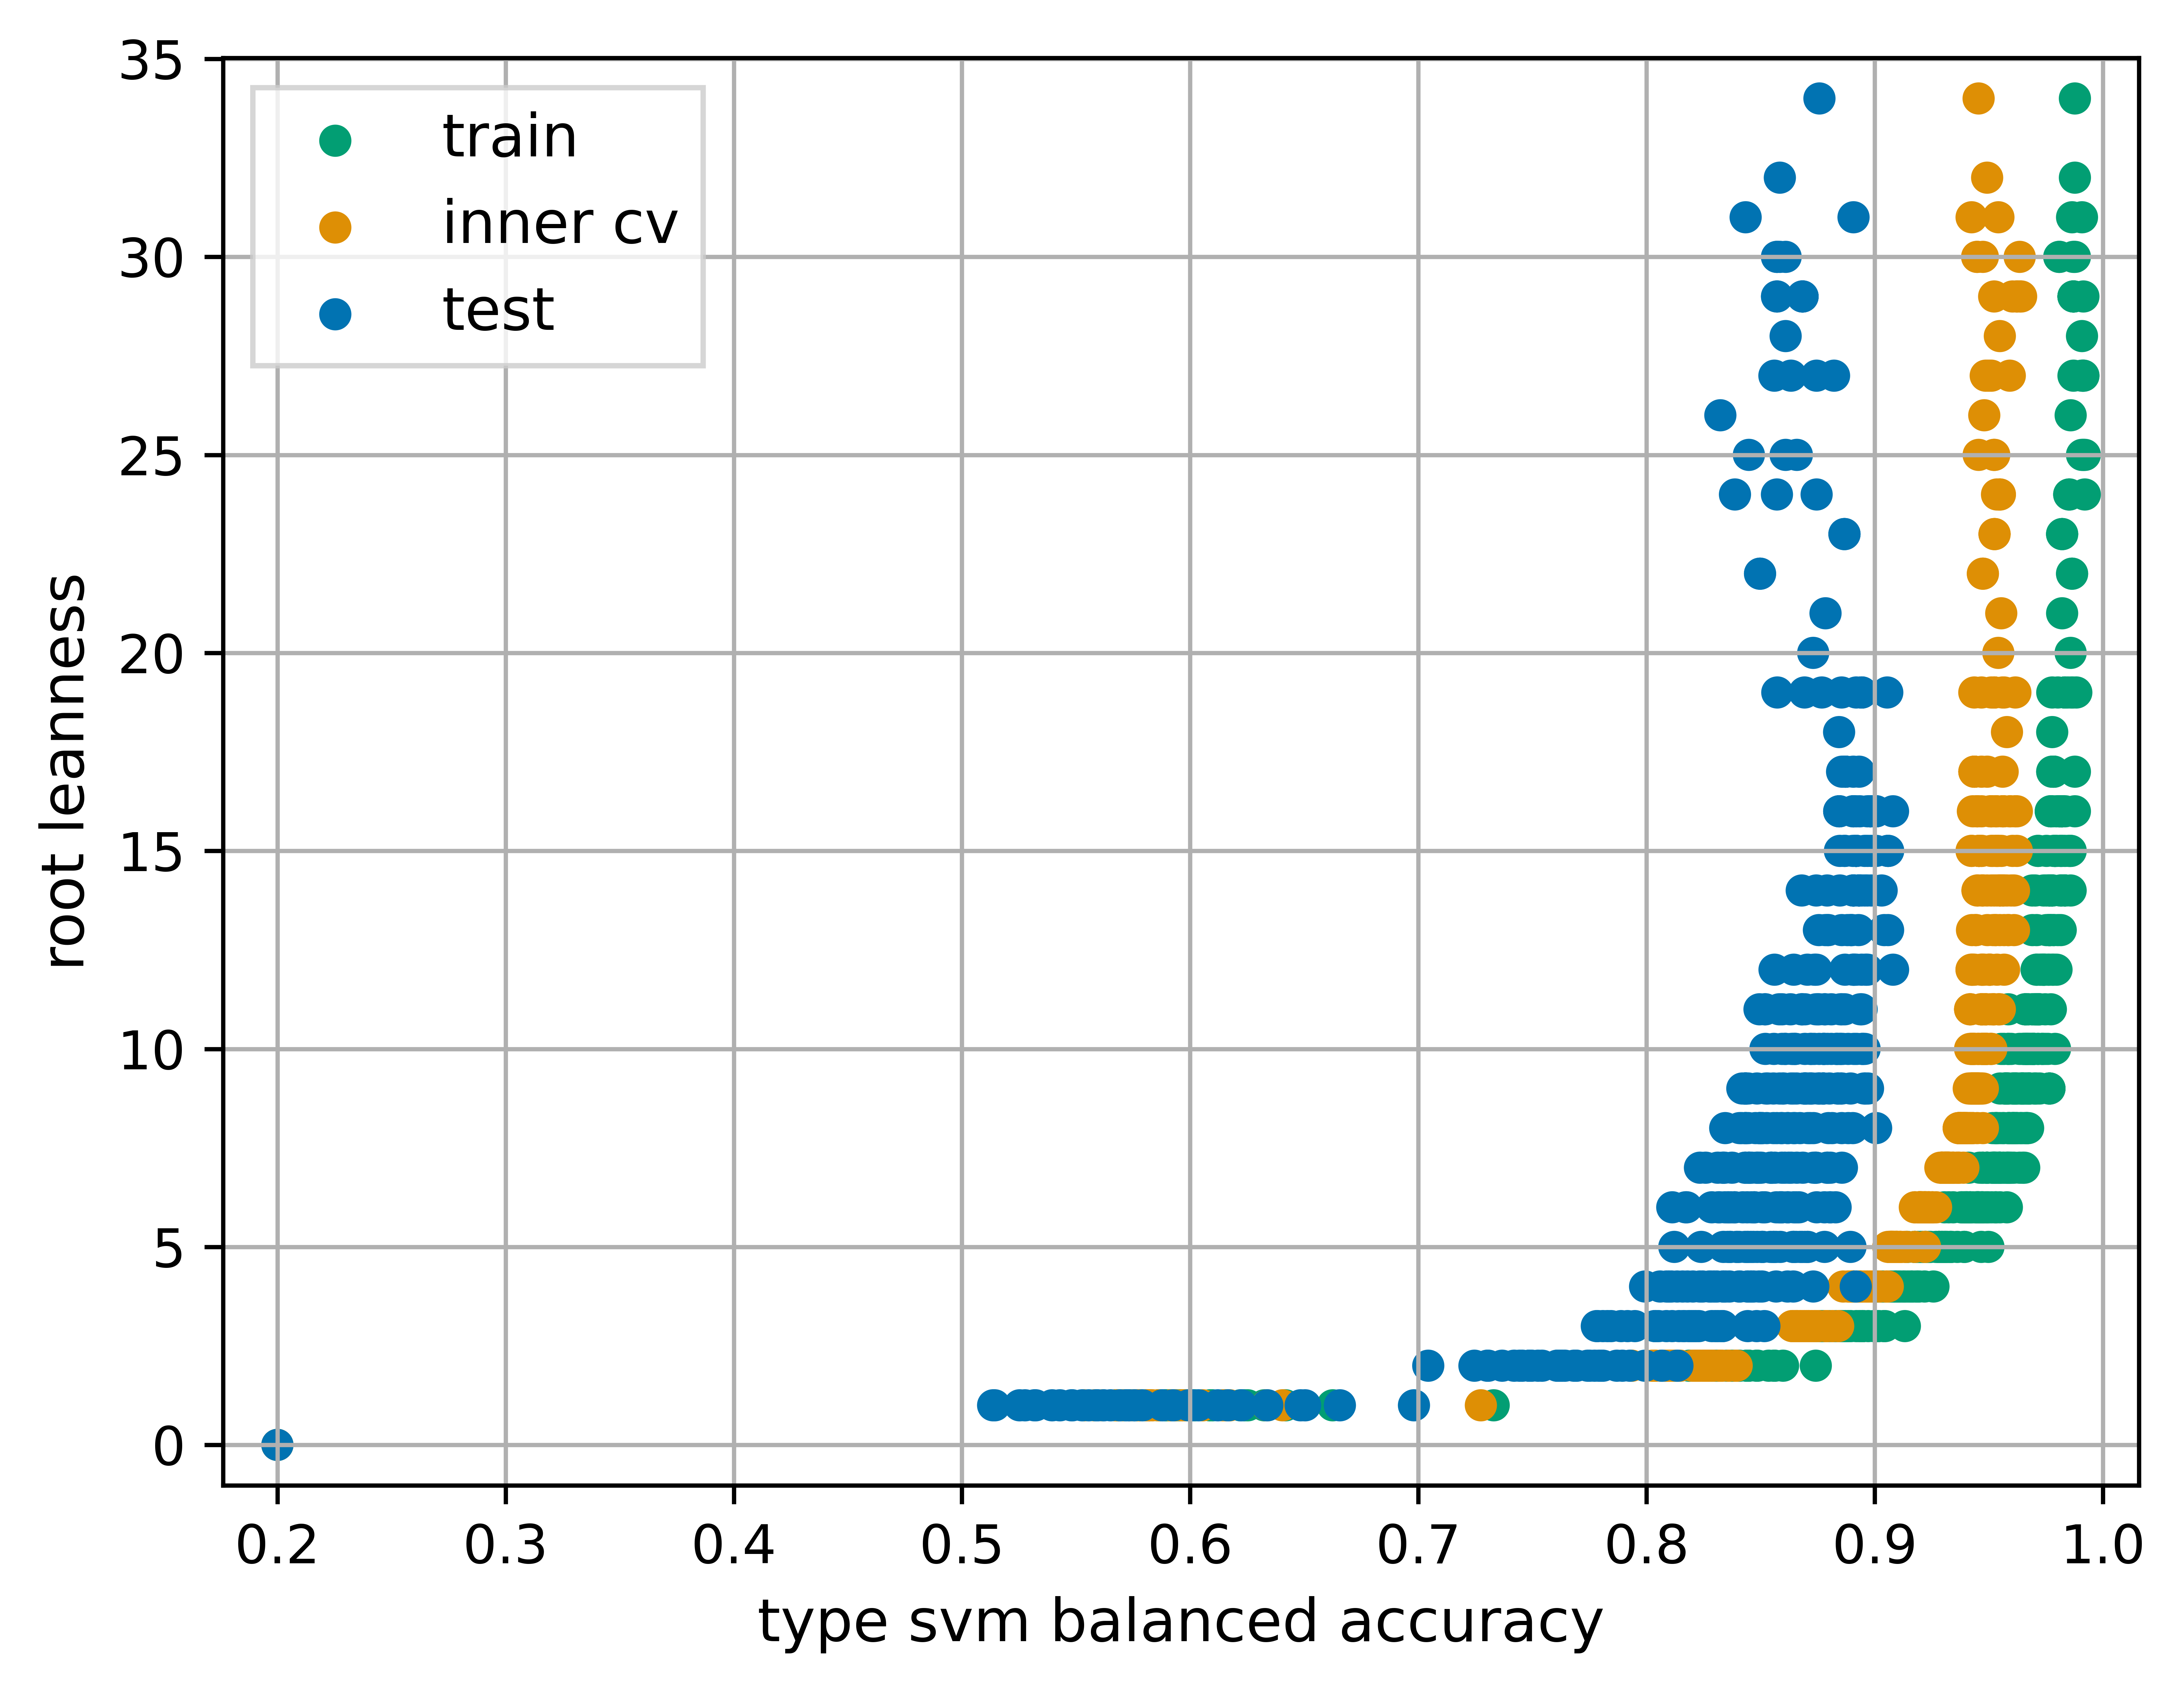 35
30
25
20
15
10
5
0
root leanness
train
inner cv
test
0.2 0.3 0.4 0.5 0.6 0.7 0.8 0.9 1.0
type svm balanced accuracy